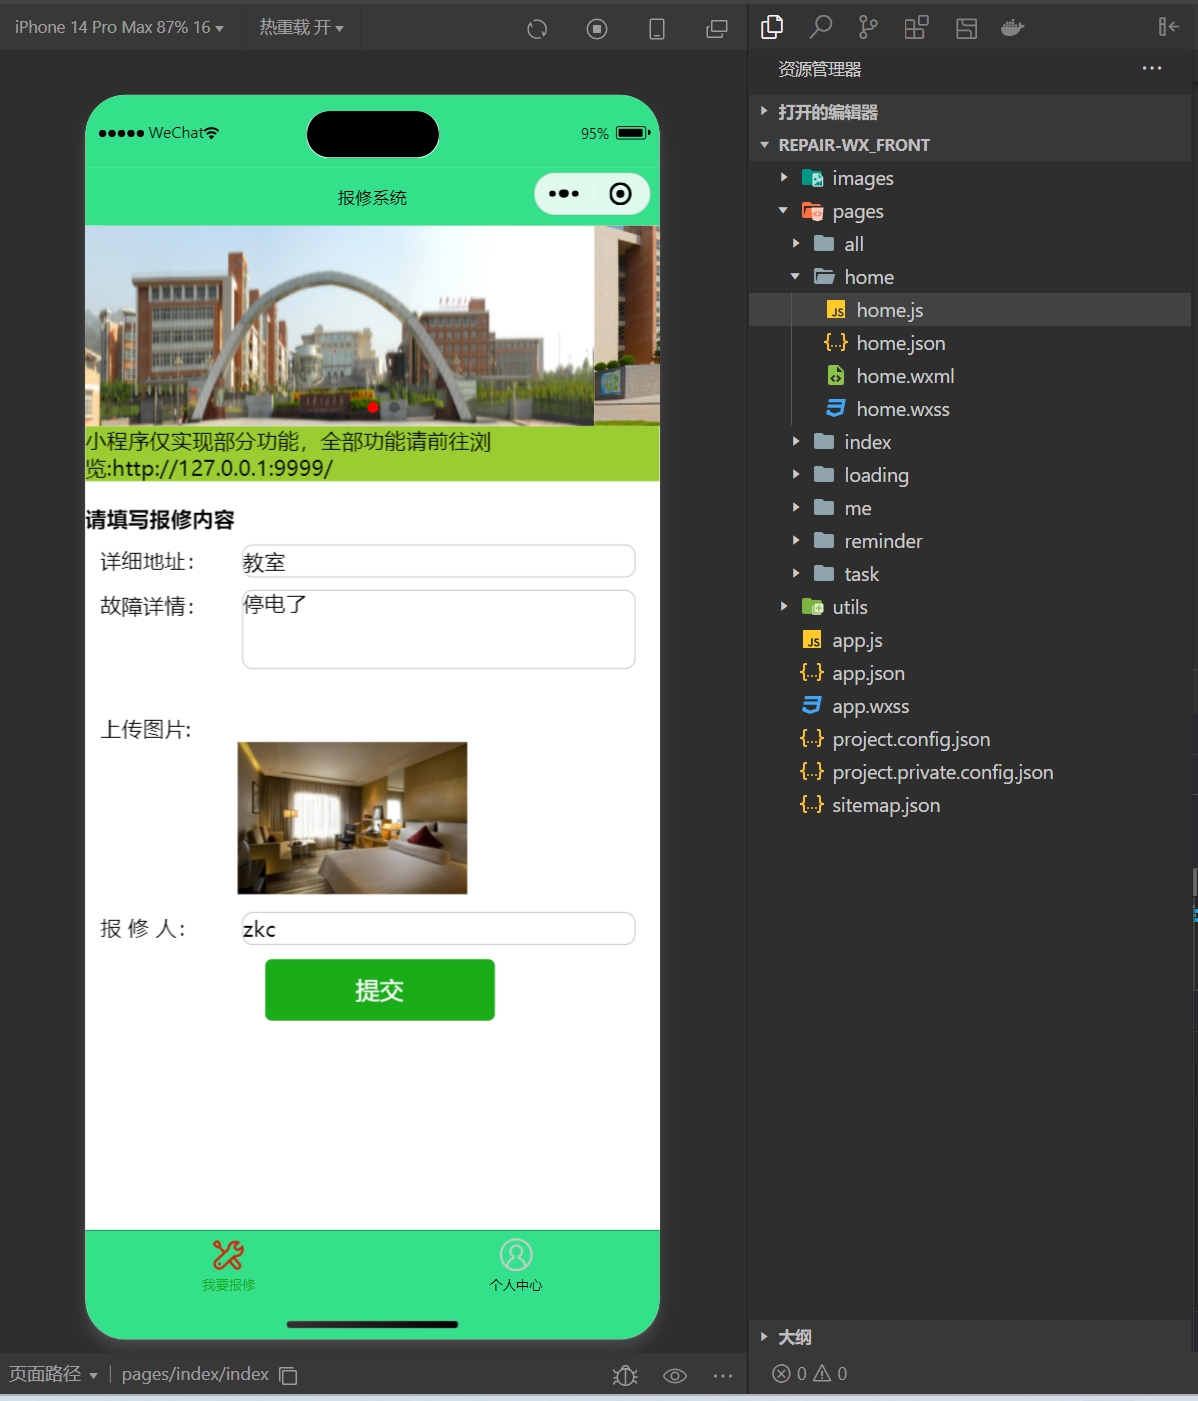 iPhone 14 Pro Max 87% 16
热重载 开
WeChat
95%
报修系统
小程序仅实现部分功能，全部功能请前往浏
览:http://127.0.0.1:9999/
请填写报修内容
详细地址：
教室
故障详情：
停电了
上传图片:
报 修 人：
zkc
提交
我要报修
个人中心
页面路径
pages/index/index
资源管理器
打开的编辑器
REPAIR-WX_FRONT
images
pages
all
home
JS home.js
{..} home.json
home.wxml
home.wxss
index
loading
me
reminder
task
utils
JS app.js
{..} app.json
app.wxss
{..} project.config.json
{..} project.private.config.json
{..} sitemap.json
大纲
0 0